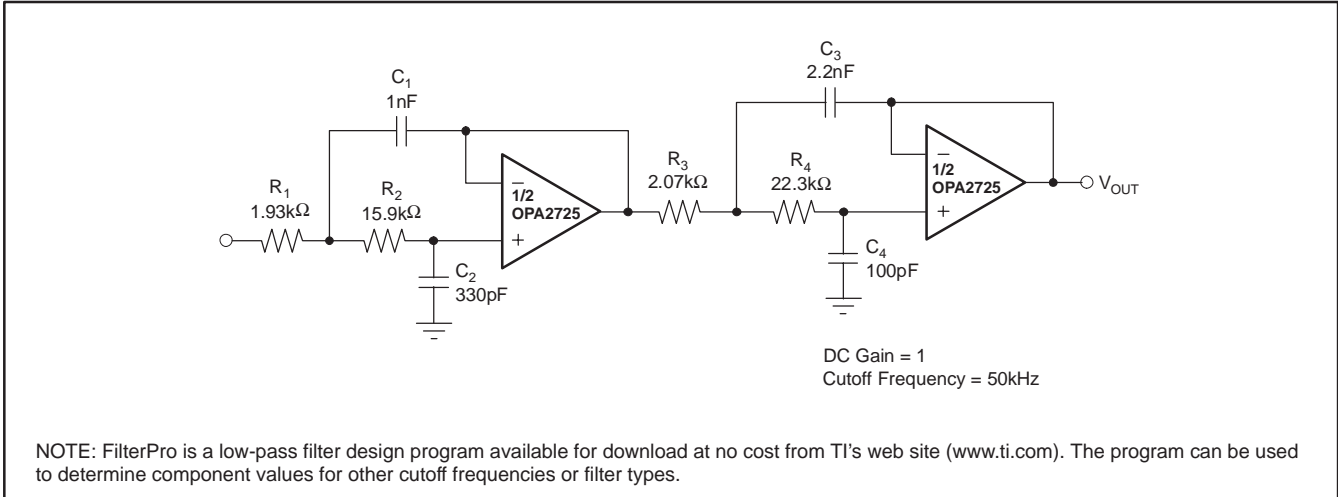 C1
1nF
R1
1.93kΩ
R2
15.9kΩ
C2
330pF
−
1/2
OPA2725
+
R3
2.07kΩ
C3
2.2nF
R4
22.3kΩ
C4
100pF
−
1/2
OPA2725
+
VOUT
DC Gain = 1
Cutoff Frequency = 50kHz
NOTE: FilterPro is a low-pass filter design program available for download at no cost from TI's web site (www.ti.com). The program can be used
to determine component values for other cutoff frequencies or filter types.